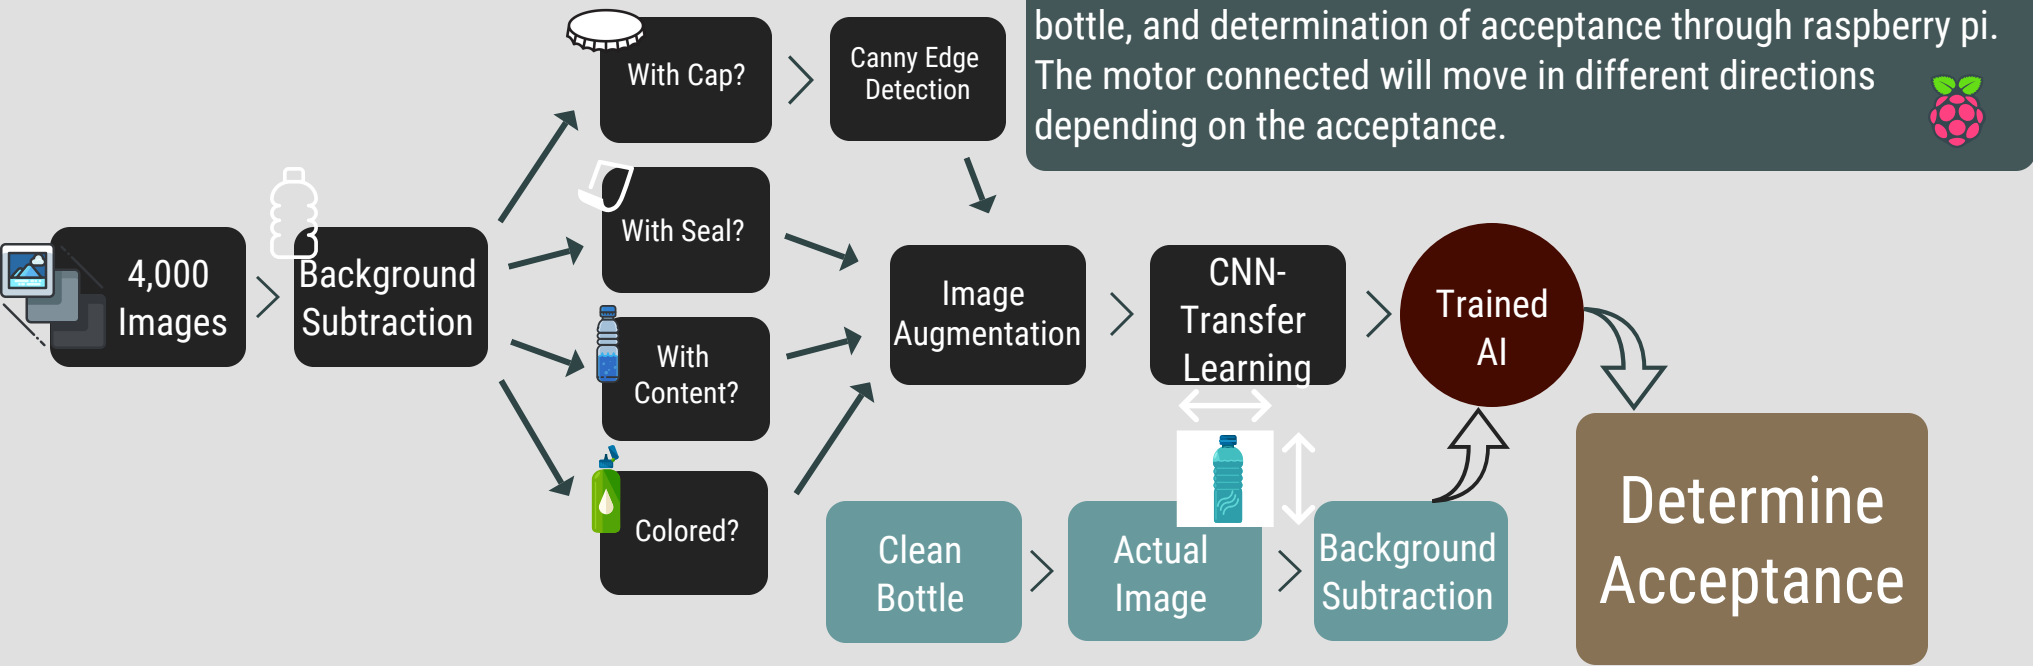 bottle, and determination of acceptance through raspberry pi.
The motor connected will move in different directions
depending on the acceptance.
4,000
Images
Background
Subtraction
With Cap?
Canny Edge
Detection
With Seal?
With
Content?
Colored?
Image
Augmentation
CNN-
Transfer
Learning
Trained
AI
Clean
Bottle
Actual
Image
Background
Subtraction
Determine
Acceptance